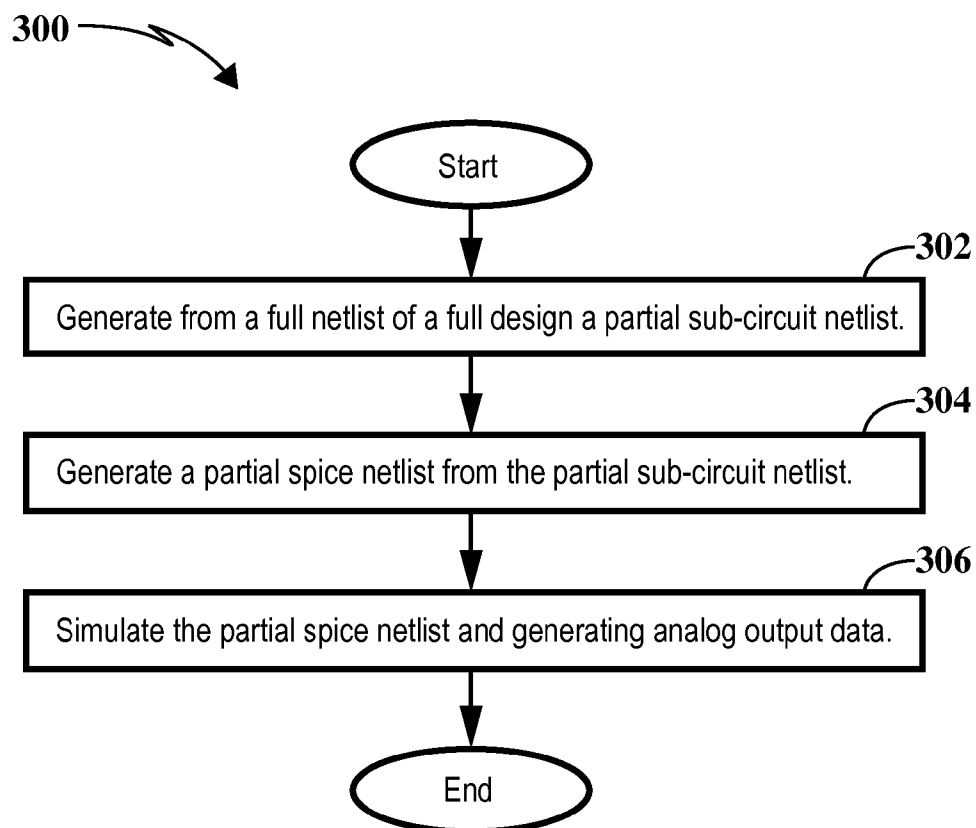 300
Start
302
Generate from a full netlist of a full design a partial sub-circuit netlist.
304
Generate a partial spice netlist from the partial sub-circuit netlist.
306
Simulate the partial spice netlist and generating analog output data.
End